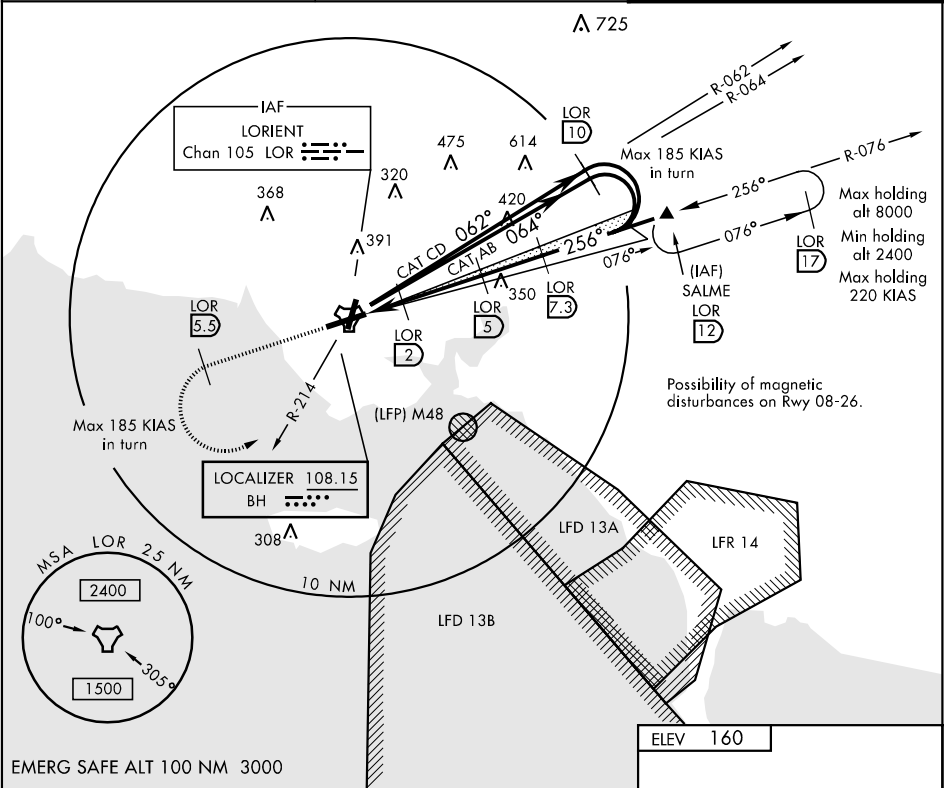 725
R-062
R-064
IAF
LORIENT
Chan 105 LOR
LOR
10
475
614
Max 185 KIAS
in turn
R-076
320
368
420
256°
Max holding
alt 8000
Min holding
alt 2400
Max holding
220 KIAS
391
CAT CD 062°
CAT AB 064°
256°
076°
076°
LOR
17
(IAF)
SALME
LOR
12
350
LOR
7.3
LOR
5
LOR
2
LOR
5.5
R-214
Possibility of magnetic
disturbances on Rwy 08-26.
Max 185 KIAS
in turn
(LFP) M48
LOCALIZER 108.15
BH
308
LFD 13A
LFR 14
10 NM
LFD 13B
MSA LOR 25 NM
2400
100°
305°
1500
ELEV 160
EMERG SAFE ALT 100 NM 3000